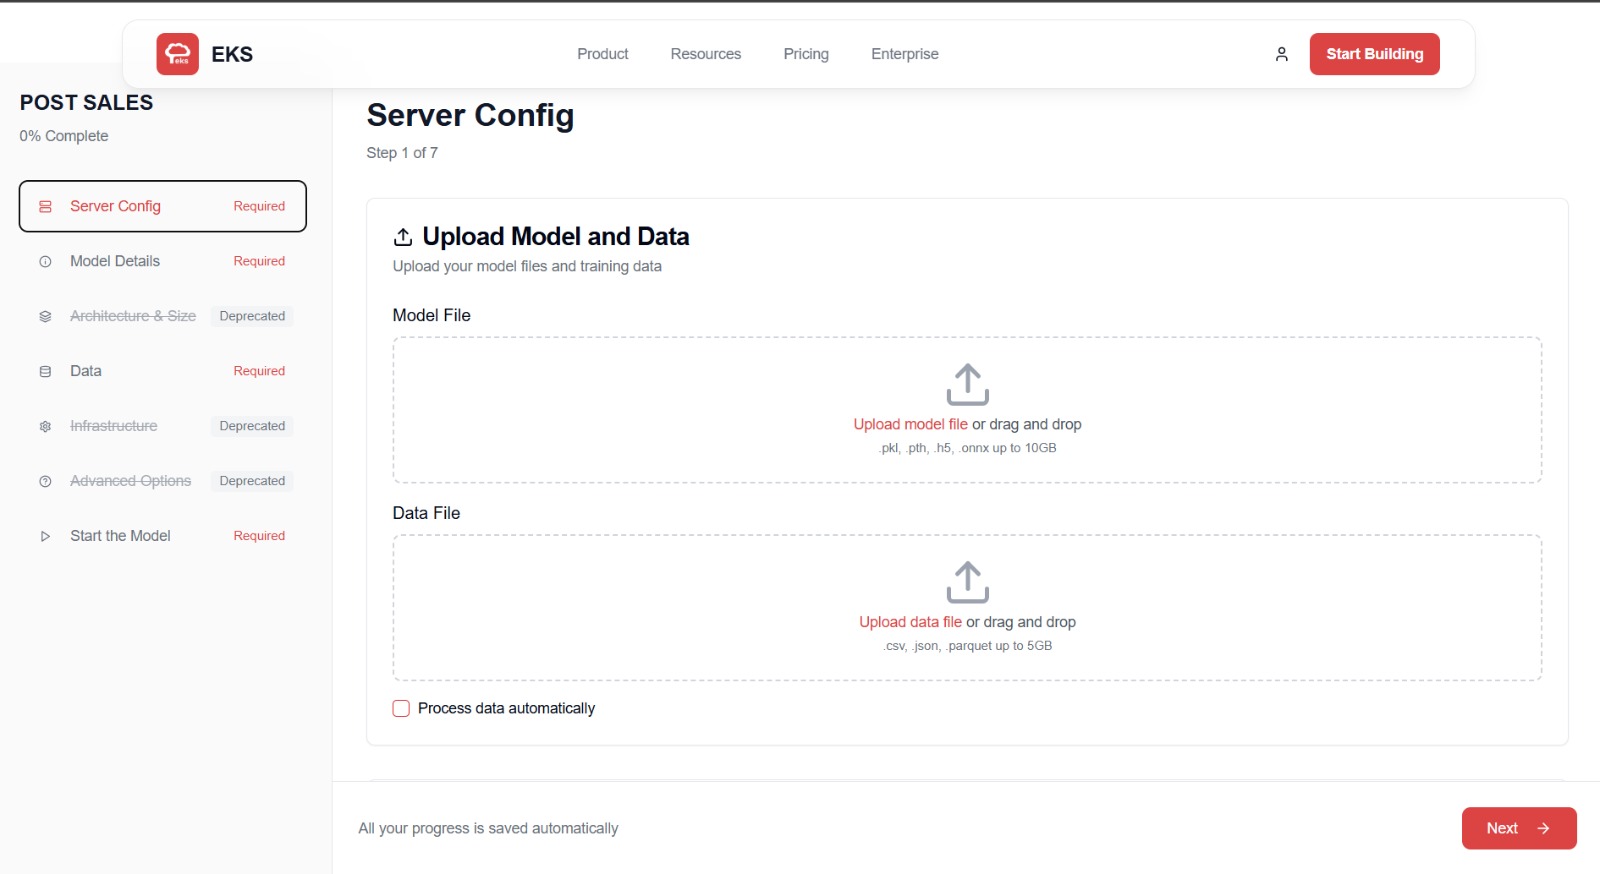 eks
EKS
Product
Resources
Pricing
Enterprise
Start Building
POST SALES
0% Complete
Server Config
Required
Model Details
Required
Architecture & Size
Deprecated
Data
Required
Infrastructure
Deprecated
Advanced Options
Deprecated
Start the Model
Required
Server Config
Step 1 of 7
Upload Model and Data
Upload your model files and training data
Model File
Upload model file or drag and drop
.pkl, .pth, .h5, .onnx up to 10GB
Data File
Upload data file or drag and drop
.csv, .json, .parquet up to 5GB
Process data automatically
All your progress is saved automatically
Next